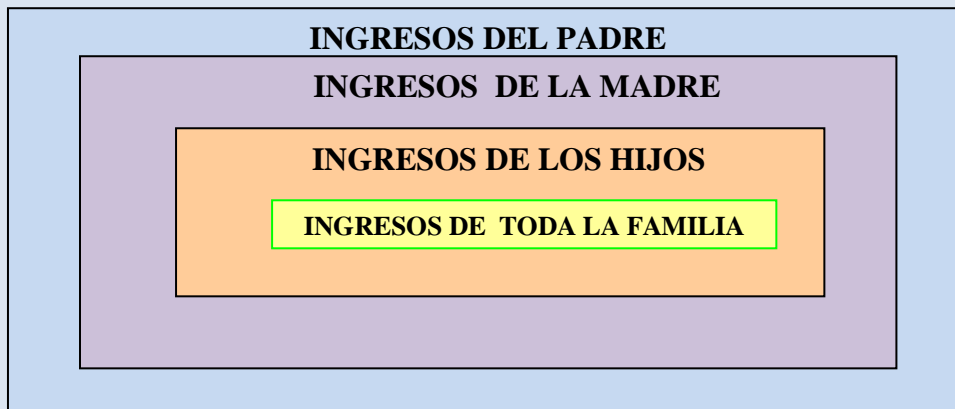 INGRESOS DEL PADRE
INGRESOS DE LA MADRE
INGRESOS DE LOS HIJOS
INGRESOS DE TODA LA FAMILIA